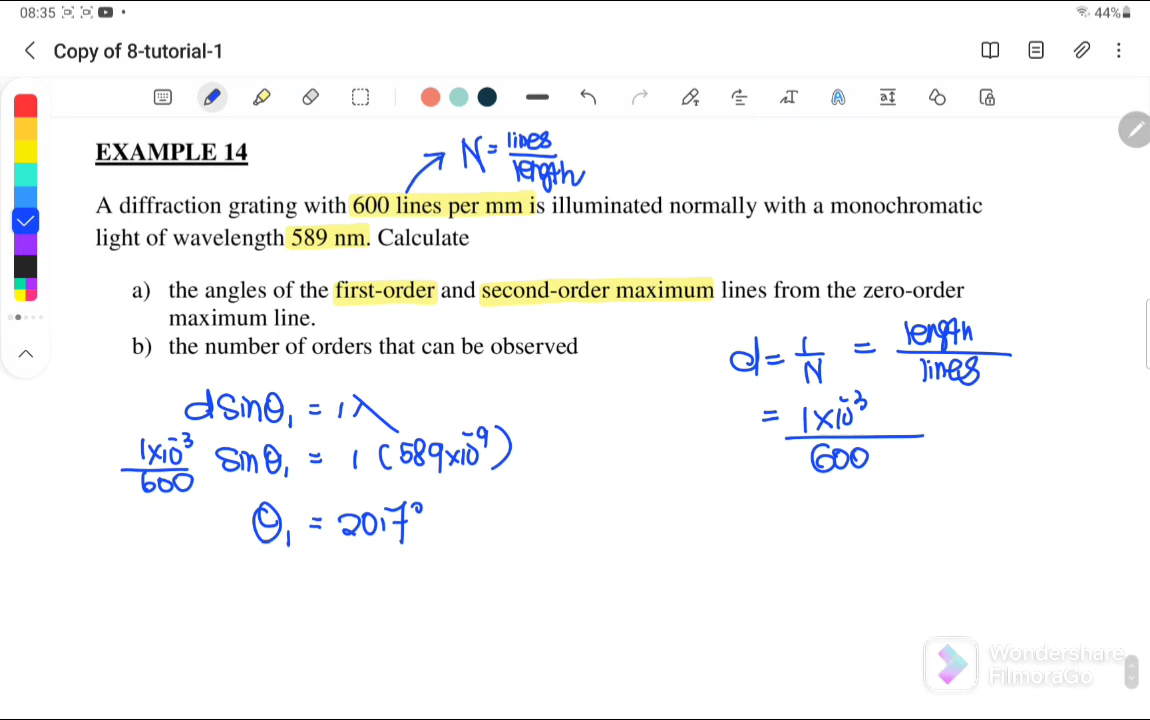 08:35
44%
Copy of 8-tutorial-1
EXAMPLE 14
N = lines/length
A diffraction grating with 600 lines per mm is illuminated normally with a monochromatic
light of wavelength 589 nm. Calculate
a) the angles of the first-order and second-order maximum lines from the zero-order
maximum line.
b) the number of orders that can be observed
d = 1/N = length/lines
= 1×10⁻³/600
dsinθ₁ = 1λ
1×10⁻³/600 sinθ₁ = 1 (589×10⁻⁹)
θ₁ = 20.7°
Wondershare
FilmoraGo